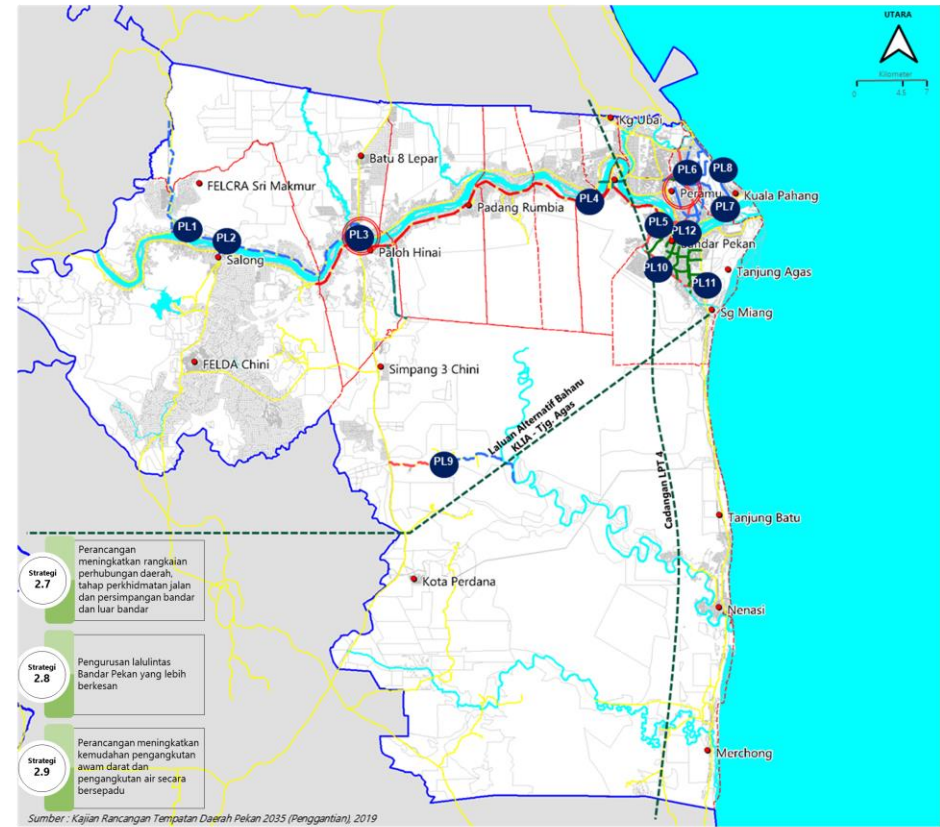 UTARA
Kilometer
0 4.5 7
Kg Ubai
Batu 8 Lepar
PL6
PL8
FELCRA Sri Makmur
Peramu
Kuala Pahang
PL4
Padang Rumbia
PL7
PL1
PL2
PL3
PL5
PL12
Paloh Hinai
Bandar Pekan
Salong
PL10
Tanjung Agas
PL11
Sg Miang
FELDA Chini
Simpang 3 Chini
Laluan Alternatif Baharu
KLIA - Tjg. Agas
PL9
Cadangan LPT 4
Tanjung Batu
Kota Perdana
Nenasi
Merchong
Strategi
2.7
Perancangan
meningkatkan rangkaian
perhubungan daerah,
tahap perkhidmatan jalan
dan persimpangan bandar
dan luar bandar
Strategi
2.8
Pengurusan lalulintas
Bandar Pekan yang lebih
berkesan
Strategi
2.9
Perancangan meningkatkan
kemudahan pengangkutan
awam darat dan
pengangkutan air secara
bersepadu
Sumber : Kajian Rancangan Tempatan Daerah Pekan 2035 (Penggantian), 2019